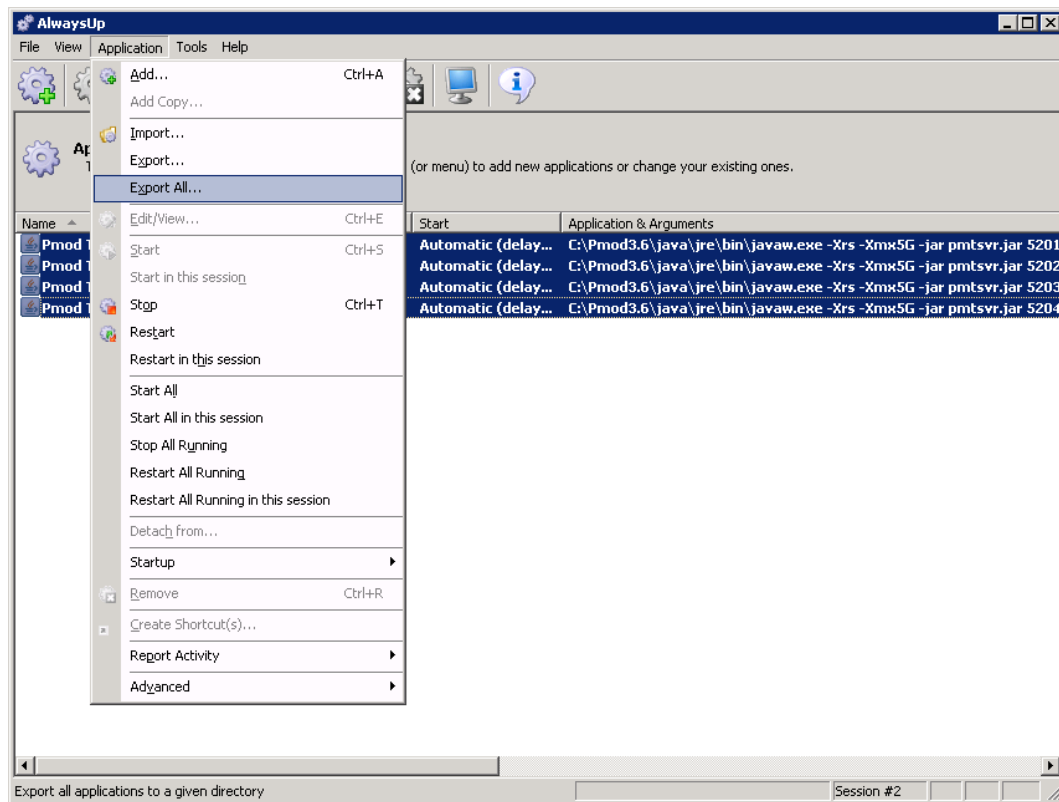 AlwaysUp
File View Application Tools Help
Add... Ctrl+A
Add Copy...
Import...
Export...
Export All...
Edit/View... Ctrl+E
Start Ctrl+S
Start in this session
Stop Ctrl+T
Restart
Restart in this session
Start All
Start All in this session
Stop All Running
Restart All Running
Restart All Running in this session
Detach from...
Startup
Remove Ctrl+R
Create Shortcut(s)...
Report Activity
Advanced
(or menu) to add new applications or change your existing ones.
Name Start Application & Arguments
Pmod Automatic (delay... C:\Pmod3.6\java\jre\bin\javaw.exe -Xrs -Xmx5G -jar pmtsvr.jar 5201
Pmod Automatic (delay... C:\Pmod3.6\java\jre\bin\javaw.exe -Xrs -Xmx5G -jar pmtsvr.jar 5202
Pmod Automatic (delay... C:\Pmod3.6\java\jre\bin\javaw.exe -Xrs -Xmx5G -jar pmtsvr.jar 5203
Pmod Automatic (delay... C:\Pmod3.6\java\jre\bin\javaw.exe -Xrs -Xmx5G -jar pmtsvr.jar 5204
Export all applications to a given directory Session #2